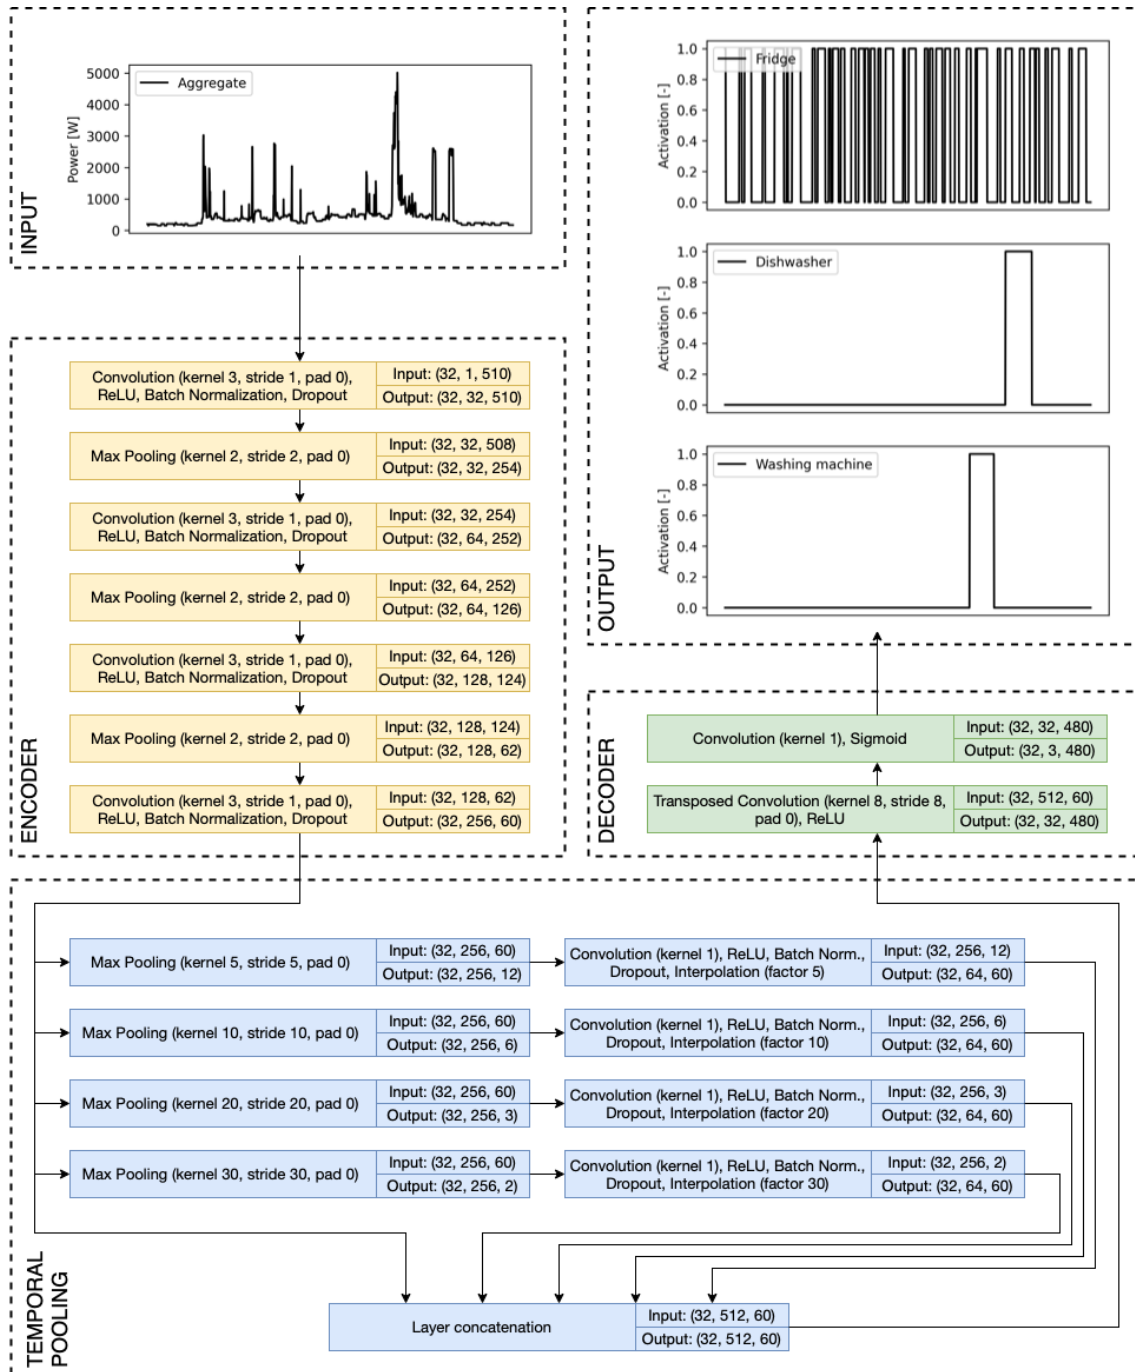 INPUT
Aggregate
Power [W]
5000
4000
3000
2000
1000
0
ENCODER
Convolution (kernel 3, stride 1, pad 0),
ReLU, Batch Normalization, Dropout
Input: (32, 1, 510)
Output: (32, 32, 510)
Max Pooling (kernel 2, stride 2, pad 0)
Input: (32, 32, 508)
Output: (32, 32, 254)
Convolution (kernel 3, stride 1, pad 0),
ReLU, Batch Normalization, Dropout
Input: (32, 32, 254)
Output: (32, 64, 252)
Max Pooling (kernel 2, stride 2, pad 0)
Input: (32, 64, 252)
Output: (32, 64, 126)
Convolution (kernel 3, stride 1, pad 0),
ReLU, Batch Normalization, Dropout
Input: (32, 64, 126)
Output: (32, 128, 124)
Max Pooling (kernel 2, stride 2, pad 0)
Input: (32, 128, 124)
Output: (32, 128, 62)
Convolution (kernel 3, stride 1, pad 0),
ReLU, Batch Normalization, Dropout
Input: (32, 128, 62)
Output: (32, 256, 60)
TEMPORAL
POOLING
Max Pooling (kernel 5, stride 5, pad 0)
Input: (32, 256, 60)
Output: (32, 256, 12)
Convolution (kernel 1), ReLU, Batch Norm.,
Dropout, Interpolation (factor 5)
Input: (32, 256, 12)
Output: (32, 64, 60)
Max Pooling (kernel 10, stride 10, pad 0)
Input: (32, 256, 60)
Output: (32, 256, 6)
Convolution (kernel 1), ReLU, Batch Norm.,
Dropout, Interpolation (factor 10)
Input: (32, 256, 6)
Output: (32, 64, 60)
Max Pooling (kernel 20, stride 20, pad 0)
Input: (32, 256, 60)
Output: (32, 256, 3)
Convolution (kernel 1), ReLU, Batch Norm.,
Dropout, Interpolation (factor 20)
Input: (32, 256, 3)
Output: (32, 64, 60)
Max Pooling (kernel 30, stride 30, pad 0)
Input: (32, 256, 60)
Output: (32, 256, 2)
Convolution (kernel 1), ReLU, Batch Norm.,
Dropout, Interpolation (factor 30)
Input: (32, 256, 2)
Output: (32, 64, 60)
Layer concatenation
Input: (32, 512, 60)
Output: (32, 512, 60)
DECODER
Convolution (kernel 1), Sigmoid
Input: (32, 32, 480)
Output: (32, 3, 480)
Transposed Convolution (kernel 8, stride 8,
pad 0), ReLU
Input: (32, 512, 60)
Output: (32, 32, 480)
OUTPUT
Fridge
Activation [-]
1.0
0.8
0.6
0.4
0.2
0.0
Dishwasher
Activation [-]
1.0
0.8
0.6
0.4
0.2
0.0
Washing machine
Activation [-]
1.0
0.8
0.6
0.4
0.2
0.0